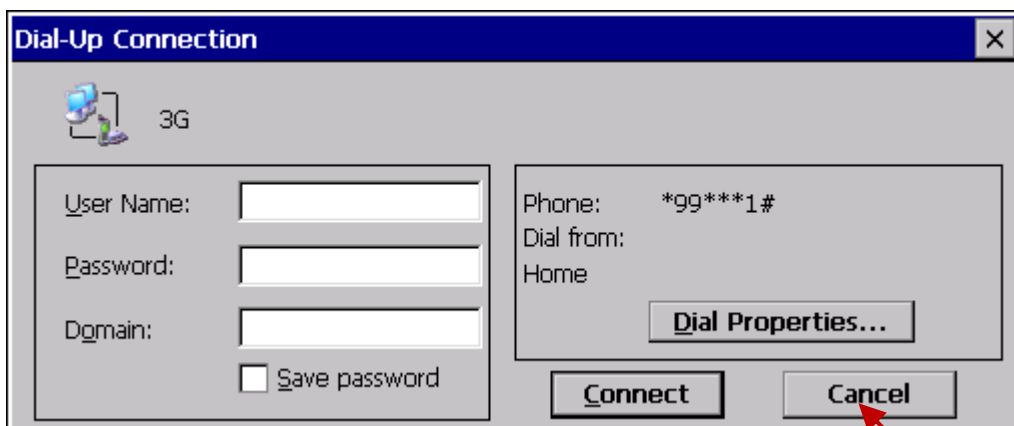 Dial-Up Connection
3G
User Name:
Password:
Domain:
Save password
Phone: *99***1#
Dial from:
Home
Dial Properties...
Connect
Cancel